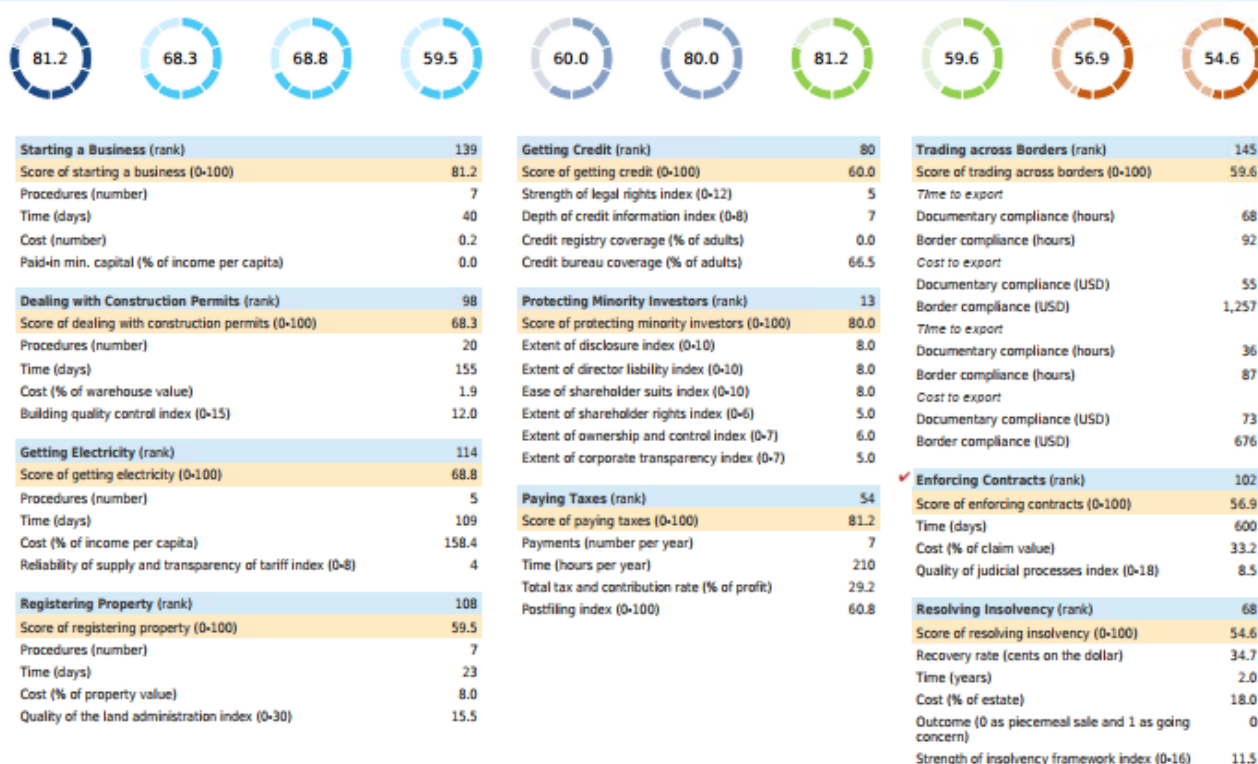 81.2 68.3 68.8 59.5 60.0 80.0 81.2 59.6 56.9 54.6
Starting a Business (rank) 139
Score of starting a business (0-100) 81.2
Procedures (number) 7
Time (days) 40
Cost (number) 0.2
Paid-in min. capital (% of income per capita) 0.0
Dealing with Construction Permits (rank) 98
Score of dealing with construction permits (0-100) 68.3
Procedures (number) 20
Time (days) 155
Cost (% of warehouse value) 1.9
Building quality control index (0-15) 12.0
Getting Electricity (rank) 114
Score of getting electricity (0-100) 68.8
Procedures (number) 5
Time (days) 109
Cost (% of income per capita) 158.4
Reliability of supply and transparency of tariff index (0-8) 4
Registering Property (rank) 108
Score of registering property (0-100) 59.5
Procedures (number) 7
Time (days) 23
Cost (% of property value) 8.0
Quality of the land administration index (0-30) 15.5
Getting Credit (rank) 80
Score of getting credit (0-100) 60.0
Strength of legal rights index (0-12) 5
Depth of credit information index (0-8) 7
Credit registry coverage (% of adults) 0.0
Credit bureau coverage (% of adults) 66.5
Protecting Minority Investors (rank) 13
Score of protecting minority investors (0-100) 80.0
Extent of disclosure index (0-10) 8.0
Extent of director liability index (0-10) 8.0
Ease of shareholder suits index (0-10) 8.0
Extent of shareholder rights index (0-6) 5.0
Extent of ownership and control index (0-7) 6.0
Extent of corporate transparency index (0-7) 5.0
Paying Taxes (rank) 54
Score of paying taxes (0-100) 81.2
Payments (number per year) 7
Time (hours per year) 210
Total tax and contribution rate (% of profit) 29.2
Postfiling index (0-100) 60.8
Trading across Borders (rank) 145
Score of trading across borders (0-100) 59.6
Time to export
Documentary compliance (hours) 68
Border compliance (hours) 92
Cost to export
Documentary compliance (USD) 55
Border compliance (USD) 1,257
Time to export
Documentary compliance (hours) 36
Border compliance (hours) 87
Cost to export
Documentary compliance (USD) 73
Border compliance (USD) 676
Enforcing Contracts (rank) 102
Score of enforcing contracts (0-100) 56.9
Time (days) 600
Cost (% of claim value) 33.2
Quality of judicial processes index (0-18) 8.5
Resolving Insolvency (rank) 68
Score of resolving insolvency (0-100) 54.6
Recovery rate (cents on the dollar) 34.7
Time (years) 2.0
Cost (% of estate) 18.0
Outcome (0 as piecemeal sale and 1 as going 0
concern)
Strength of insolvency framework index (0-16) 11.5